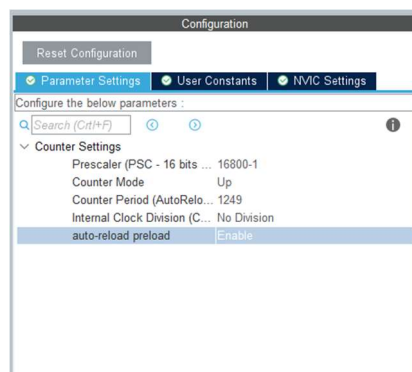 Configuration
Reset Configuration
Parameter Settings User Constants NVIC Settings
Configure the below parameters :
Search (Crtl+F)
Counter Settings
Prescaler (PSC - 16 bits ... 16800-1
Counter Mode Up
Counter Period (AutoRelo... 1249
Internal Clock Division (C... No Division
auto-reload preload Enable